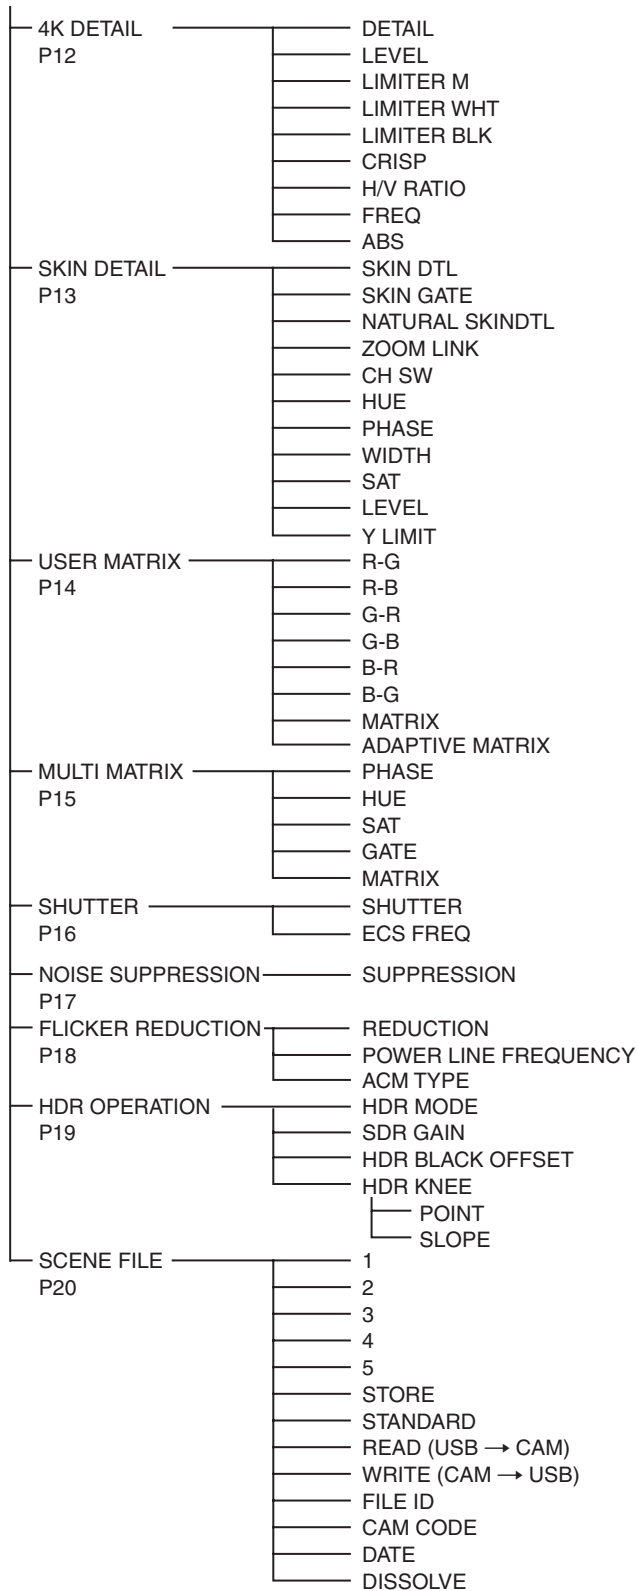 4K DETAIL
P12
DETAIL
LEVEL
LIMITER M
LIMITER WHT
LIMITER BLK
CRISP
H/V RATIO
FREQ
ABS
SKIN DETAIL
P13
SKIN DTL
SKIN GATE
NATURAL SKINDTL
ZOOM LINK
CH SW
HUE
PHASE
WIDTH
SAT
LEVEL
Y LIMIT
USER MATRIX
P14
R-G
R-B
G-R
G-B
B-R
B-G
MATRIX
ADAPTIVE MATRIX
MULTI MATRIX
P15
PHASE
HUE
SAT
GATE
MATRIX
SHUTTER
P16
SHUTTER
ECS FREQ
NOISE SUPPRESSION
P17
SUPPRESSION
FLICKER REDUCTION
P18
REDUCTION
POWER LINE FREQUENCY
ACM TYPE
HDR OPERATION
P19
HDR MODE
SDR GAIN
HDR BLACK OFFSET
HDR KNEE
POINT
SLOPE
SCENE FILE
P20
1
2
3
4
5
STORE
STANDARD
READ (USB → CAM)
WRITE (CAM → USB)
FILE ID
CAM CODE
DATE
DISSOLVE